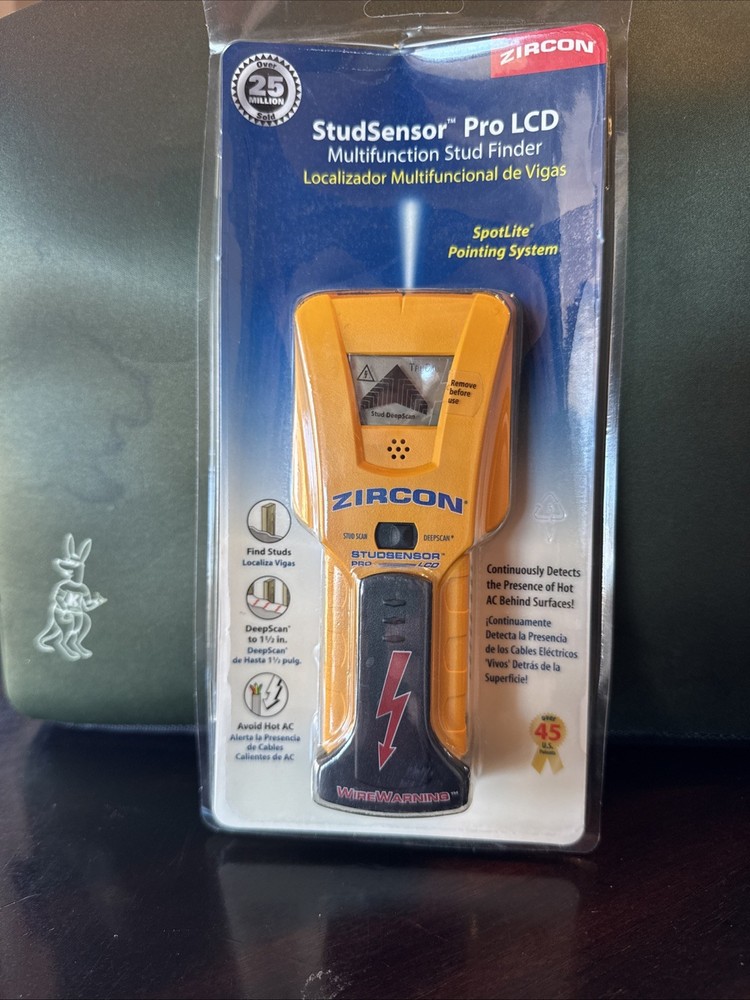 ZIRCON
Over
25
MILLION
Sold
StudSensor™ Pro LCD
Multifunction Stud Finder
Localizador Multifuncional de Vigas
SpotLite®
Pointing System
Remove
before
use
Stud DeepScan
ZIRCON®
STUD SCAN
DEEPSCAN®
STUDSENSOR™
PRO LCD
Find Studs
Localiza Vigas
DeepScan®
to 1½ in.
DeepScan®
de Hasta 1½ pulg.
Avoid Hot AC
Alerta la Presencia
de Cables
Calientes de AC
Continuously Detects
the Presence of Hot
AC Behind Surfaces!
¡Continuamente
Detecta la Presencia
de los Cables Eléctricos
'Vivos' Detrás de la
Superficie!
over
45
U.S.
Patents
WIREWARNING™